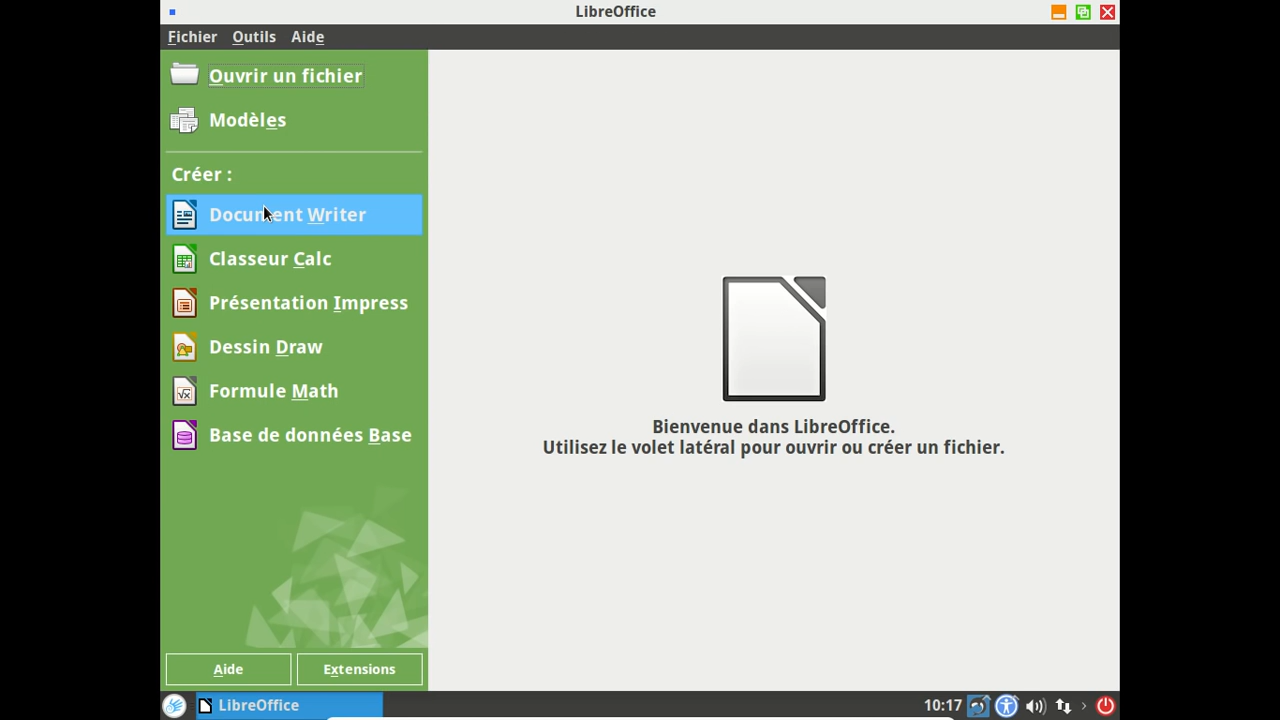 LibreOffice
Fichier Outils Aide
Ouvrir un fichier
Modèles
Créer :
Document Writer
Classeur Calc
Présentation Impress
Dessin Draw
Formule Math
Base de données Base
Bienvenue dans LibreOffice.
Utilisez le volet latéral pour ouvrir ou créer un fichier.
Aide Extensions
LibreOffice 10:17